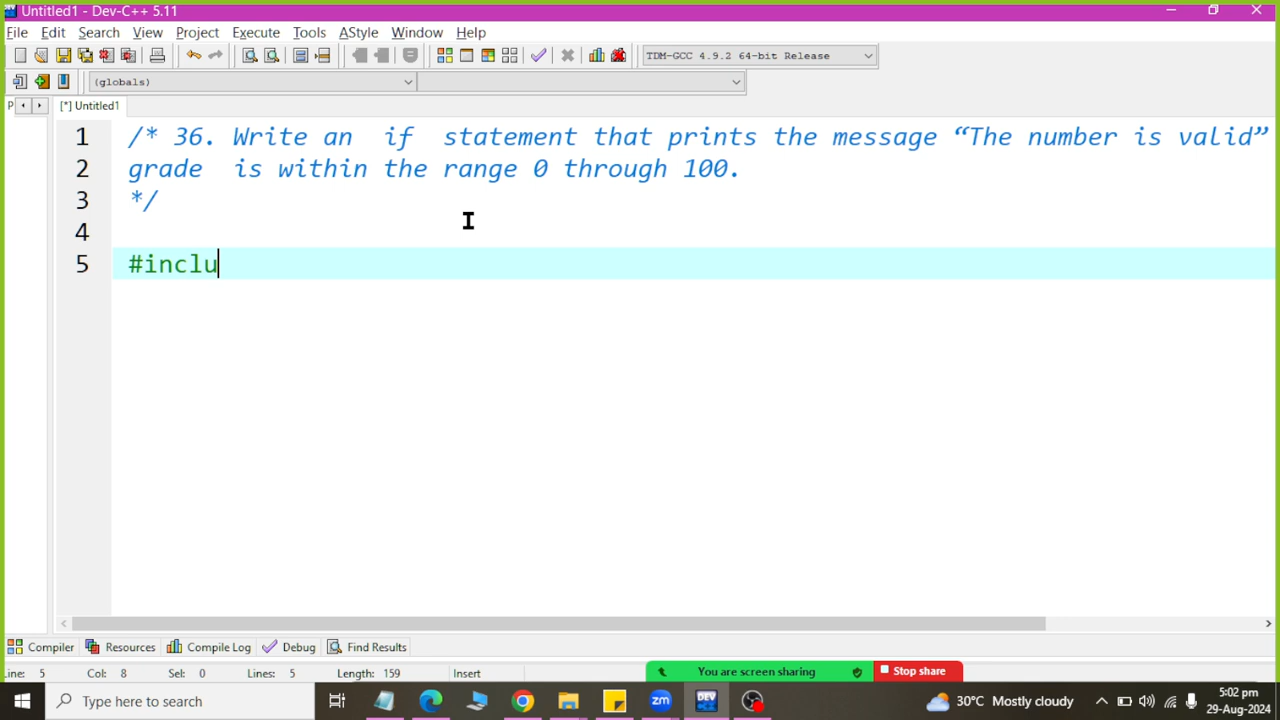 Untitled1 - Dev-C++ 5.11
File Edit Search View Project Execute Tools AStyle Window Help
TDM-GCC 4.9.2 64-bit Release
(globals)
P [*] Untitled1
1 /* 36. Write an if statement that prints the message “The number is valid”
2 grade is within the range 0 through 100.
3 */
4
5 #inclu
Compiler Resources Compile Log Debug Find Results
Line: 5 Col: 8 Sel: 0 Lines: 5 Length: 159 Insert
You are screen sharing Stop share
Type here to search
zm
DEV
30°C Mostly cloudy
5:02 pm
29-Aug-2024